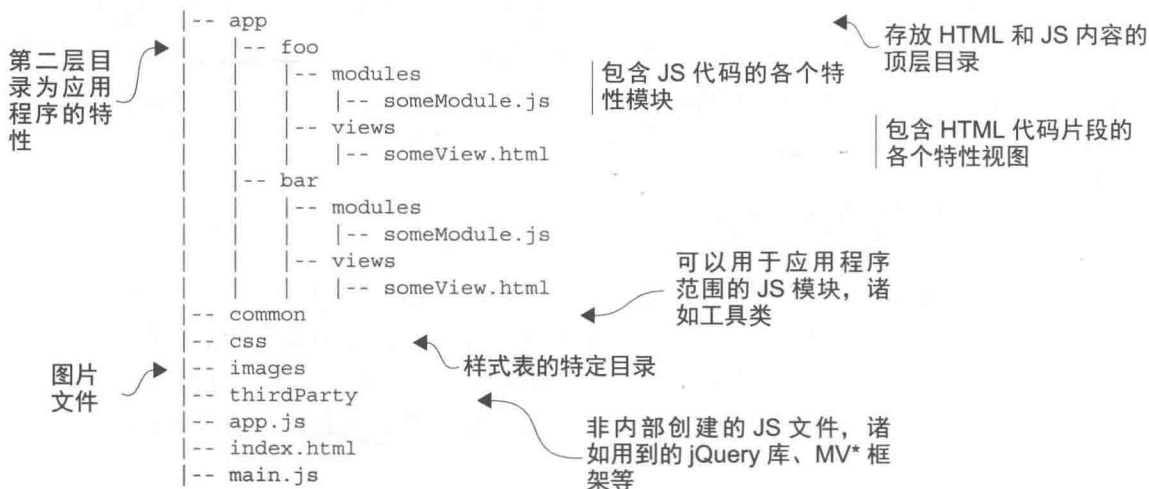 |-- app
|   |-- foo
|   |   |-- modules
|   |   |   |-- someModule.js
|   |   |-- views
|   |   |   |-- someView.html
|   |-- bar
|   |   |-- modules
|   |   |   |-- someModule.js
|   |   |-- views
|   |   |   |-- someView.html
|-- common
|-- css
|-- images
|-- thirdParty
|-- app.js
|-- index.html
|-- main.js
第二层目
录为应用
程序的特
性
图片
文件
存放 HTML 和 JS 内容的
顶层目录
包含 JS 代码的各个特
性模块
包含 HTML 代码片段的
各个特性视图
可以用于应用程序
范围的 JS 模块，诸
如工具类
样式表的特定目录
非内部创建的 JS 文件，诸
如用到的 jQuery 库、MV* 框
架等